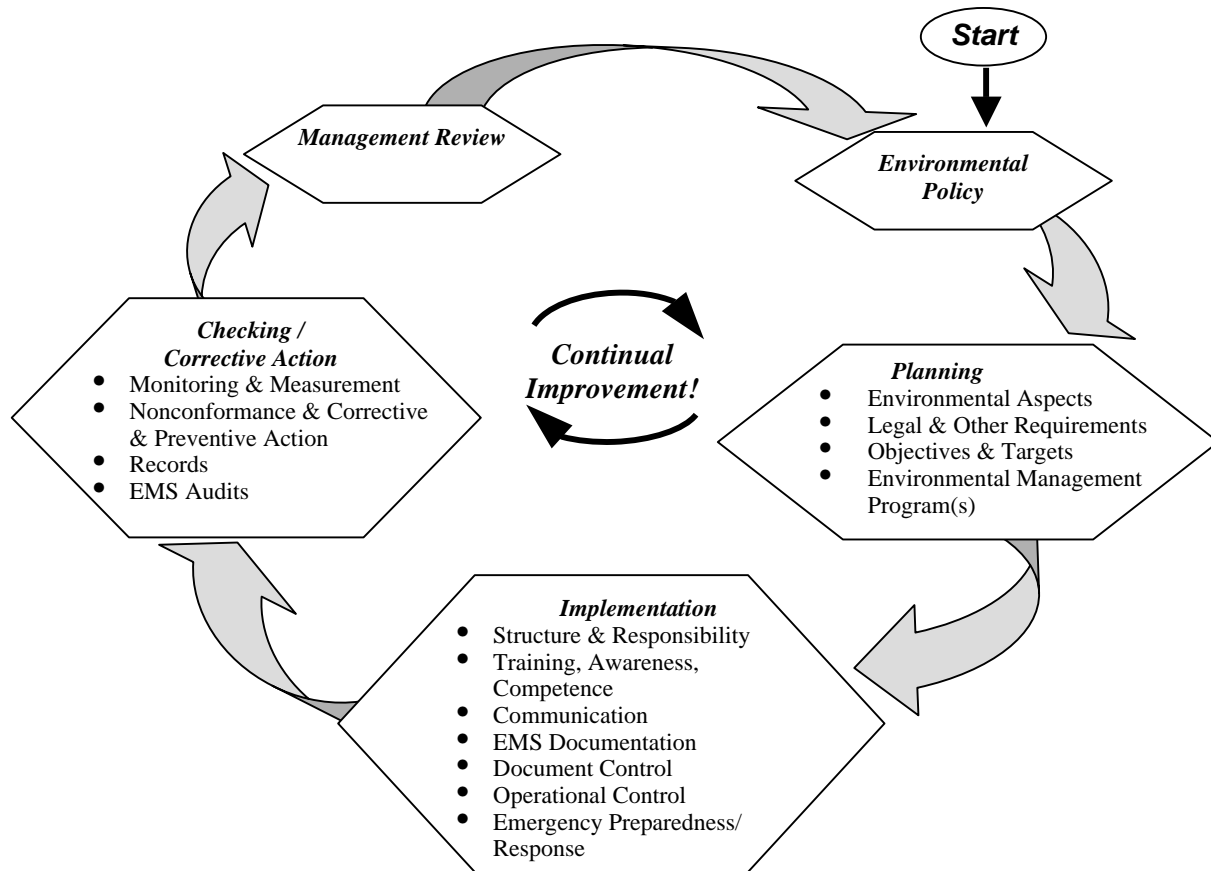 Start
Management Review
Environmental
Policy
Checking /
Corrective Action
● Monitoring & Measurement
● Nonconformance & Corrective
& Preventive Action
● Records
● EMS Audits
Continual
Improvement!
Planning
● Environmental Aspects
● Legal & Other Requirements
● Objectives & Targets
● Environmental Management
Program(s)
Implementation
● Structure & Responsibility
● Training, Awareness,
Competence
● Communication
● EMS Documentation
● Document Control
● Operational Control
● Emergency Preparedness/
Response